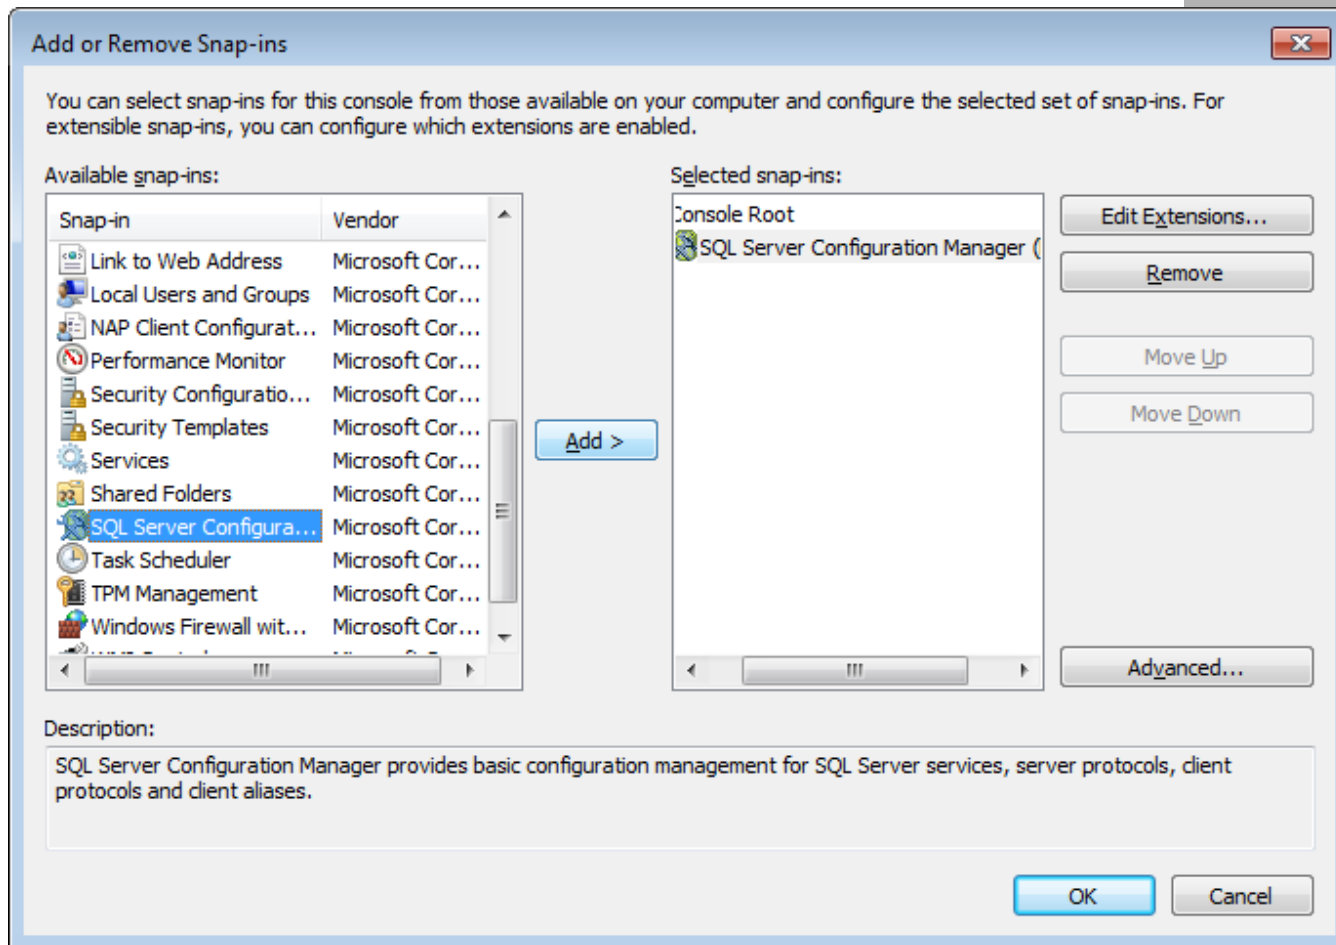 Add or Remove Snap-ins
You can select snap-ins for this console from those available on your computer and configure the selected set of snap-ins. For
extensible snap-ins, you can configure which extensions are enabled.
Available snap-ins:
Snap-in Vendor
Link to Web Address Microsoft Cor...
Local Users and Groups Microsoft Cor...
NAP Client Configurat... Microsoft Cor...
Performance Monitor Microsoft Cor...
Security Configuratio... Microsoft Cor...
Security Templates Microsoft Cor...
Services Microsoft Cor...
Shared Folders Microsoft Cor...
SQL Server Configura... Microsoft Cor...
Task Scheduler Microsoft Cor...
TPM Management Microsoft Cor...
Windows Firewall wit... Microsoft Cor...
Add >
Selected snap-ins:
Console Root
SQL Server Configuration Manager (
Edit Extensions...
Remove
Move Up
Move Down
Advanced...
Description:
SQL Server Configuration Manager provides basic configuration management for SQL Server services, server protocols, client
protocols and client aliases.
OK
Cancel